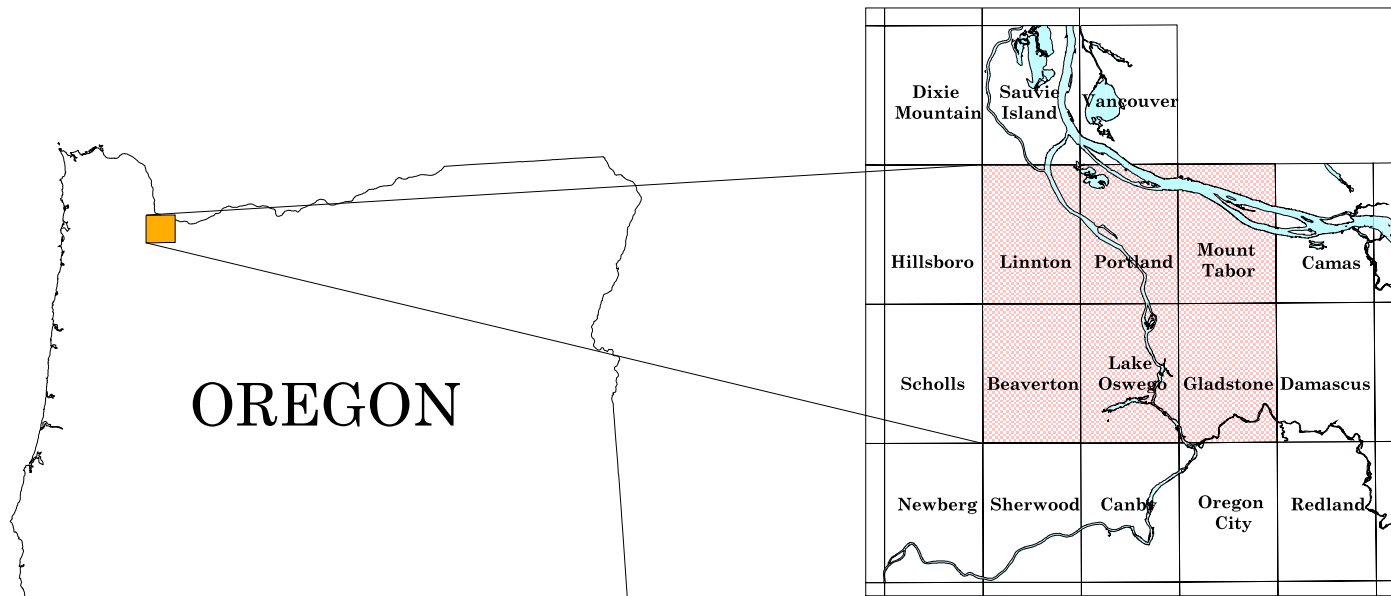 OREGON
Dixie
Mountain
Sauvie
Island
Vancouver
Hillsboro
Linnton
Portland
Mount
Tabor
Camas
Scholls
Beaverton
Lake
Oswego
Gladstone
Damascus
Newberg
Sherwood
Canby
Oregon
City
Redland